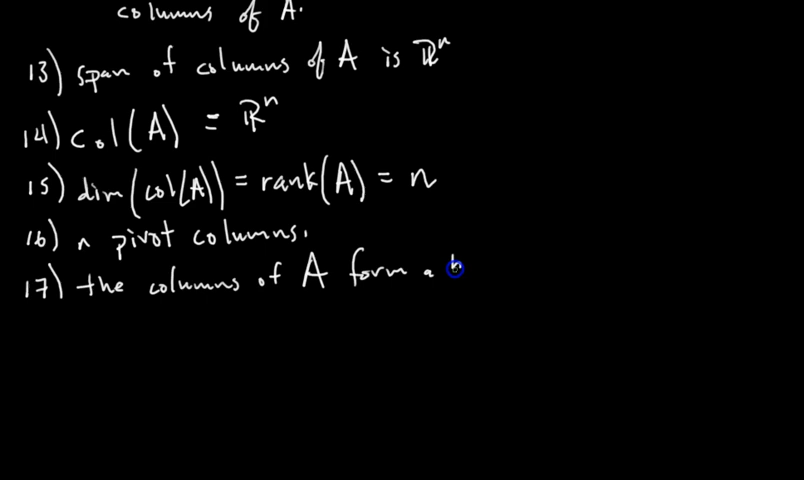 columns of A.
13) span of columns of A is ℝⁿ
14) col(A) = ℝⁿ
15) dim(col(A)) = rank(A) = n
16) n pivot columns.
17) the columns of A form a b